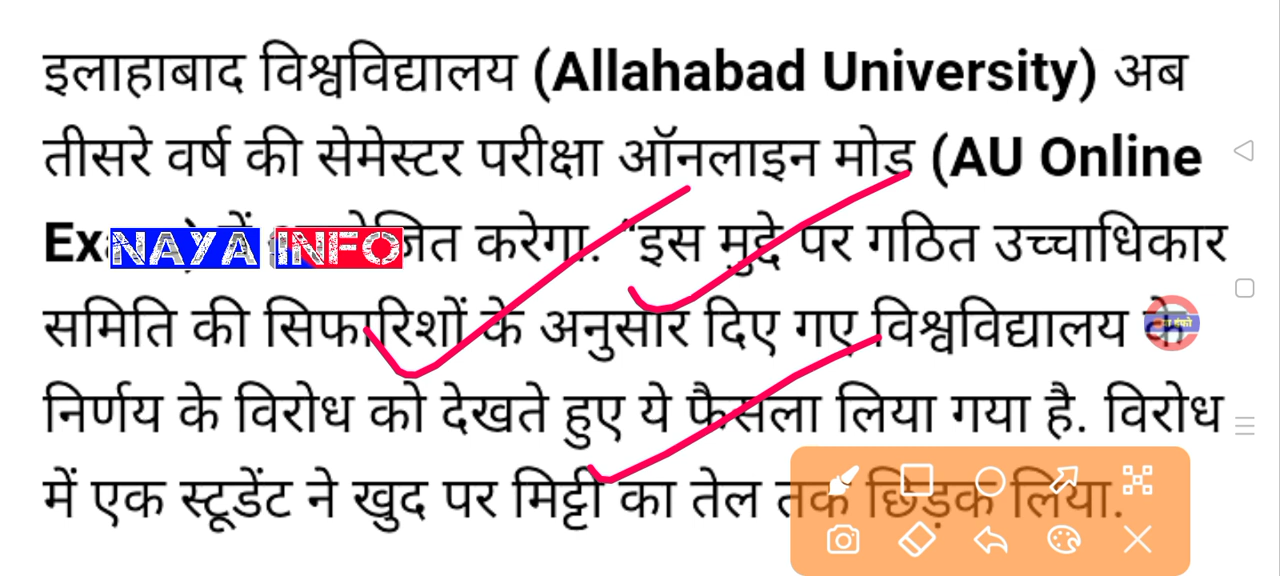 इलाहाबाद विश्वविद्यालय (Allahabad University) अब
तीसरे वर्ष की सेमेस्टर परीक्षा ऑनलाइन मोड (AU Online
में करेगा. "इस मुद्दे पर गठित उच्चाधिकार
NAYA INFO
समिति की सिफारिशों के अनुसार दिए गए विश्वविद्यालय के
निर्णय के विरोध को देखते हुए ये फैसला लिया गया है. विरोध
में एक स्टूडेंट ने खुद पर मिट्टी का तेल तक छिड़क लिया.